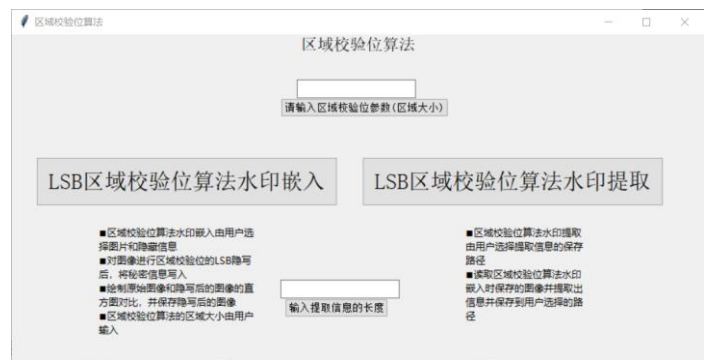 区域校验位算法
区域校验位算法
请输入区域校验位参数(区域大小)
LSB区域校验位算法水印嵌入
LSB区域校验位算法水印提取
■区域校验位算法水印嵌入由用户选
择图片和隐藏信息
■对图像进行区域校验位的LSB隐写
后，将秘密信息写入
■绘制原始图像和隐写后的图像的直
方图对比，并保存隐写后的图像
■区域校验位算法的区域大小由用户
输入
输入提取信息的长度
■区域校验位算法水印提取
由用户选择提取信息的保存
路径
■读取区域校验位算法水印
嵌入时保存的图像并提取出
信息并保存到用户选择的路
径